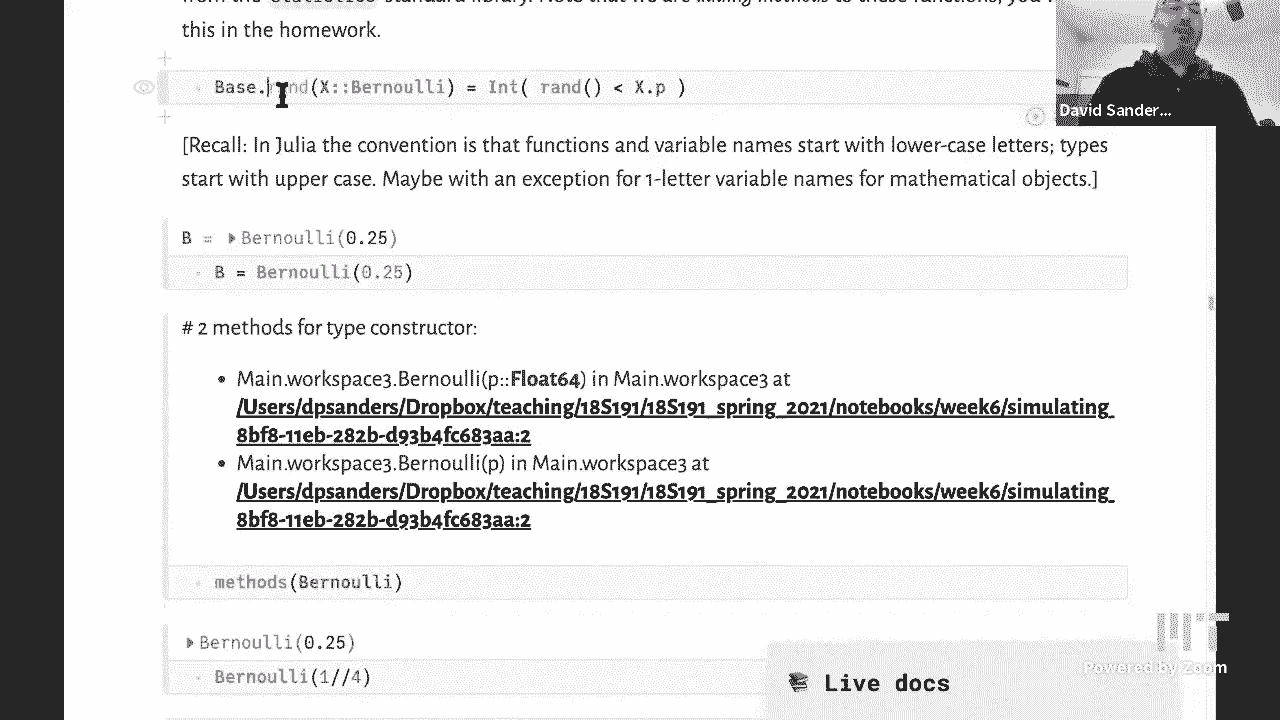 from the Statistics standard library. Note that we are adding methods to these functions; you
this in the homework.
Base.rand(X::Bernoulli) = Int( rand() < X.p )
David Sander...
[Recall: In Julia the convention is that functions and variable names start with lower-case letters; types
start with upper case. Maybe with an exception for 1-letter variable names for mathematical objects.]
B = Bernoulli(0.25)
B = Bernoulli(0.25)
# 2 methods for type constructor:
• Main.workspace3.Bernoulli(p::Float64) in Main.workspace3 at
/Users/dpsanders/Dropbox/teaching/18S191/18S191_spring_2021/notebooks/week6/simulating_
8bf8-11eb-282b-d93b4fc683aa:2
• Main.workspace3.Bernoulli(p) in Main.workspace3 at
/Users/dpsanders/Dropbox/teaching/18S191/18S191_spring_2021/notebooks/week6/simulating_
8bf8-11eb-282b-d93b4fc683aa:2
methods(Bernoulli)
Bernoulli(0.25)
Bernoulli(1//4)
Live docs
MIT
Powered by Zoom